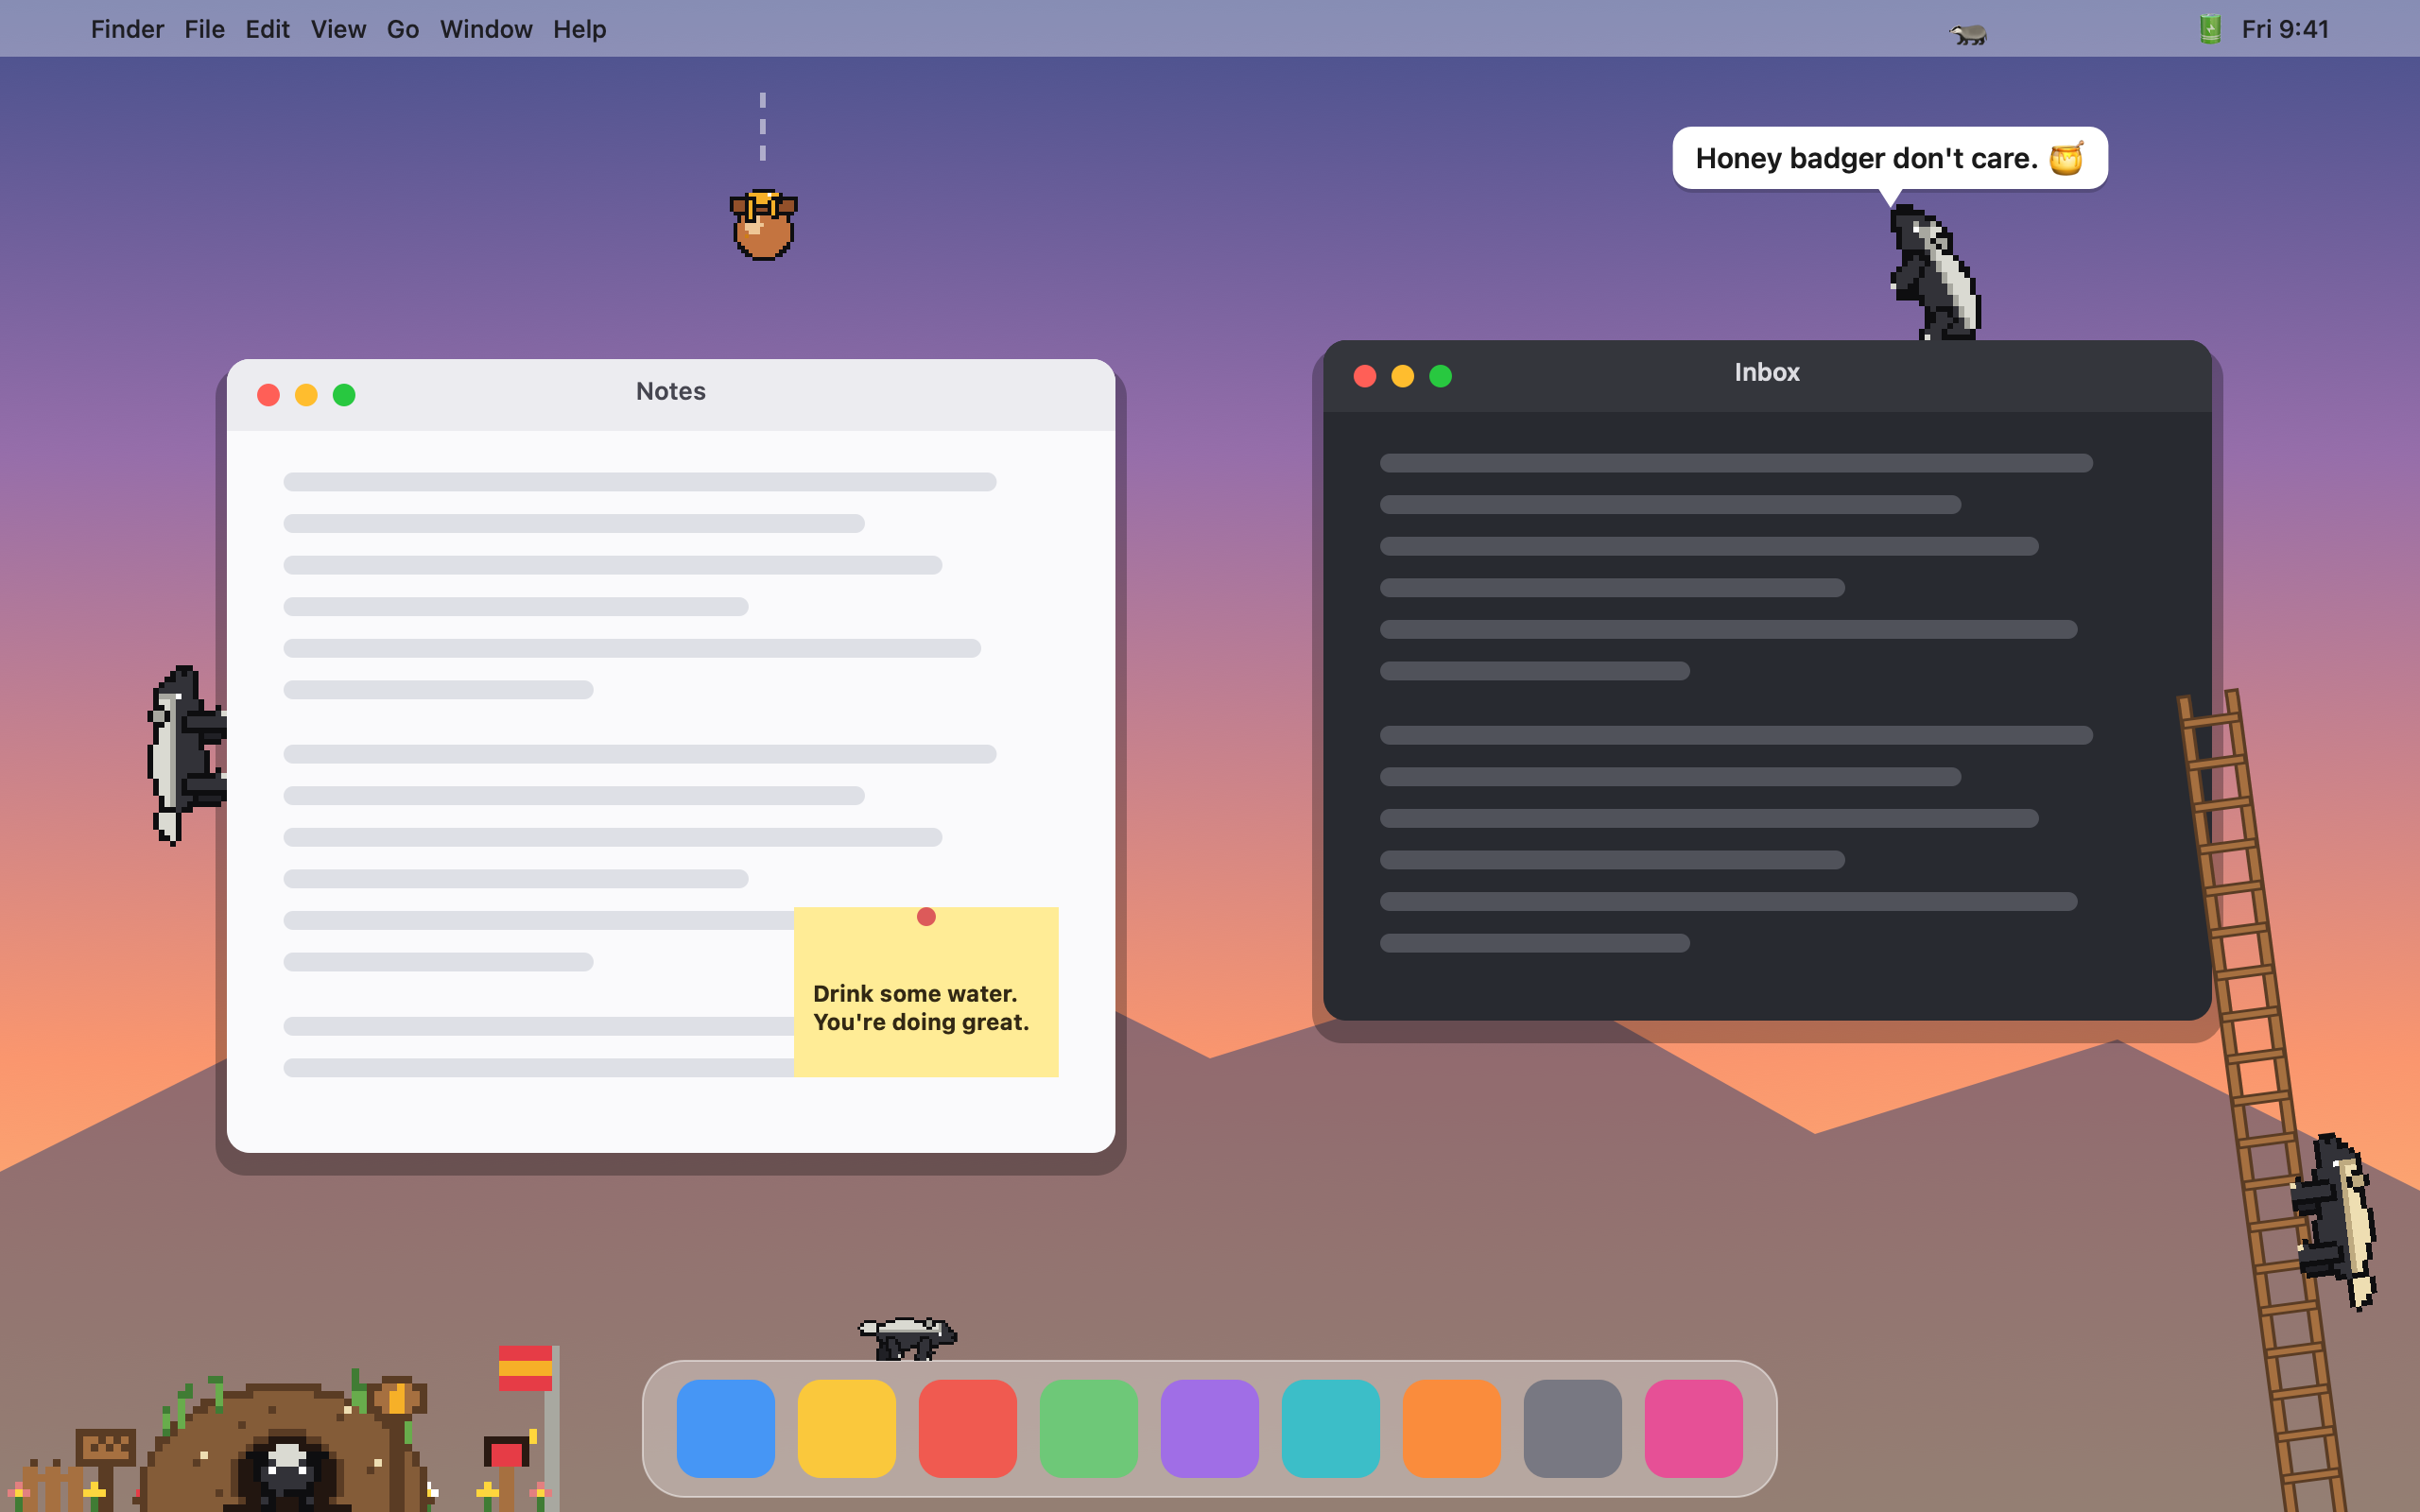 Finder File Edit View Go Window Help
Fri 9:41
Honey badger don't care.
Notes
Inbox
Drink some water.
You're doing great.